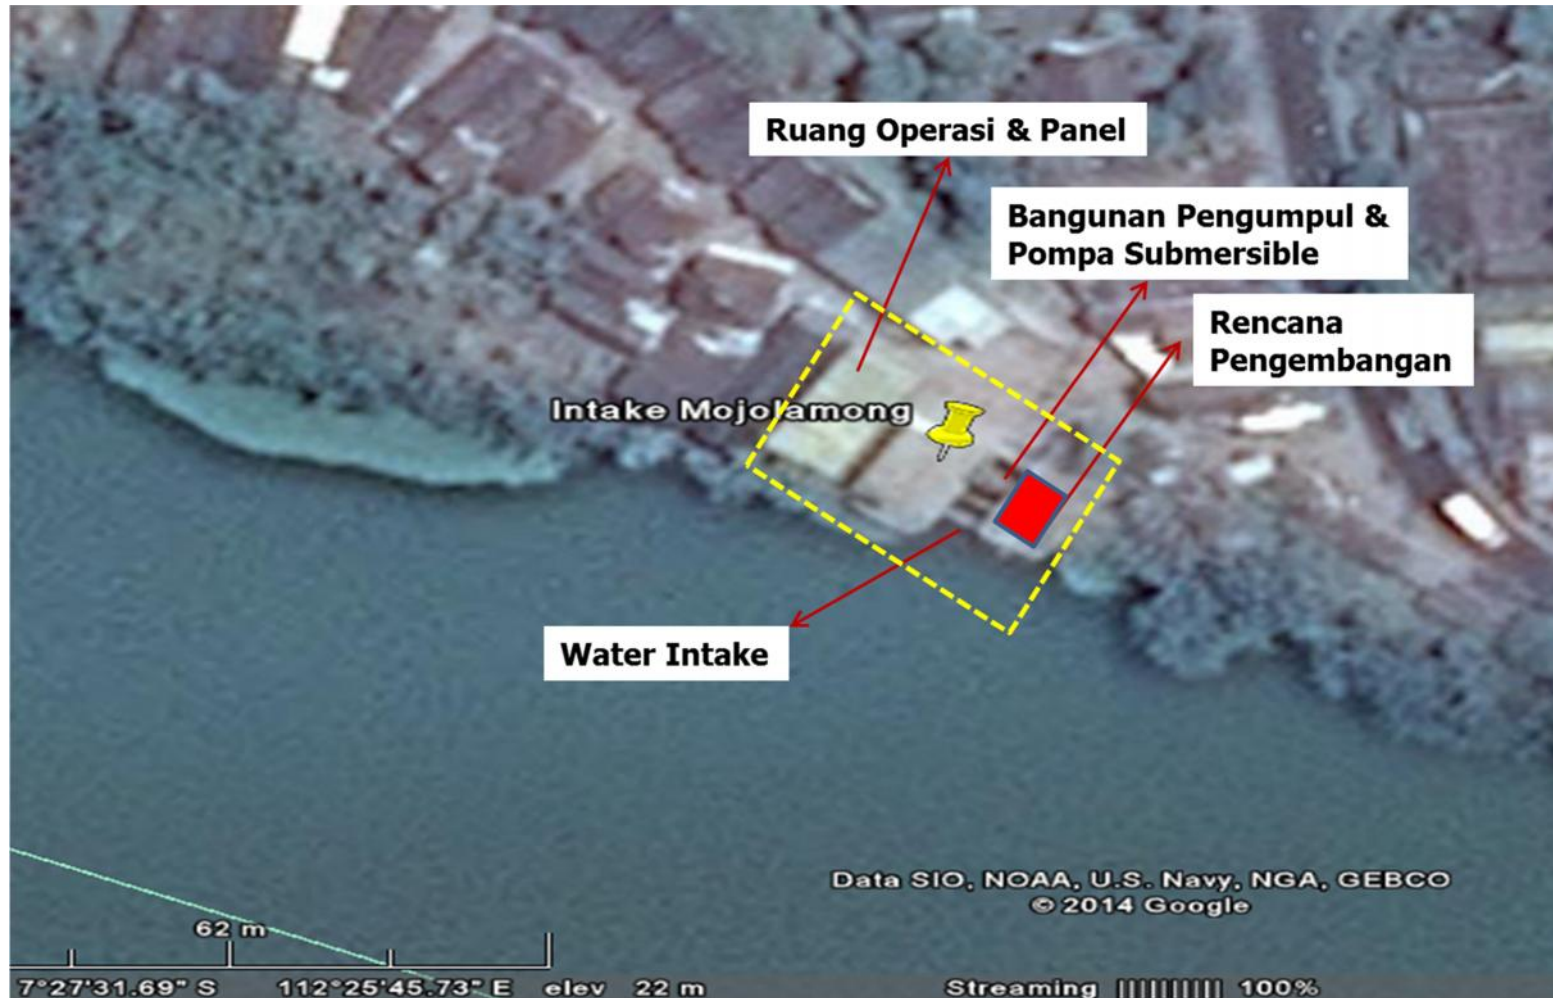 Ruang Operasi & Panel
Bangunan Pengumpul &
Pompa Submersible
Rencana
Pengembangan
Intake Mojolamong
Water Intake
Data SIO, NOAA, U.S. Navy, NGA, GEBCO
© 2014 Google
62 m
7°27'31.69" S 112°25'45.73" E elev 22 m Streaming |||||||||| 100%